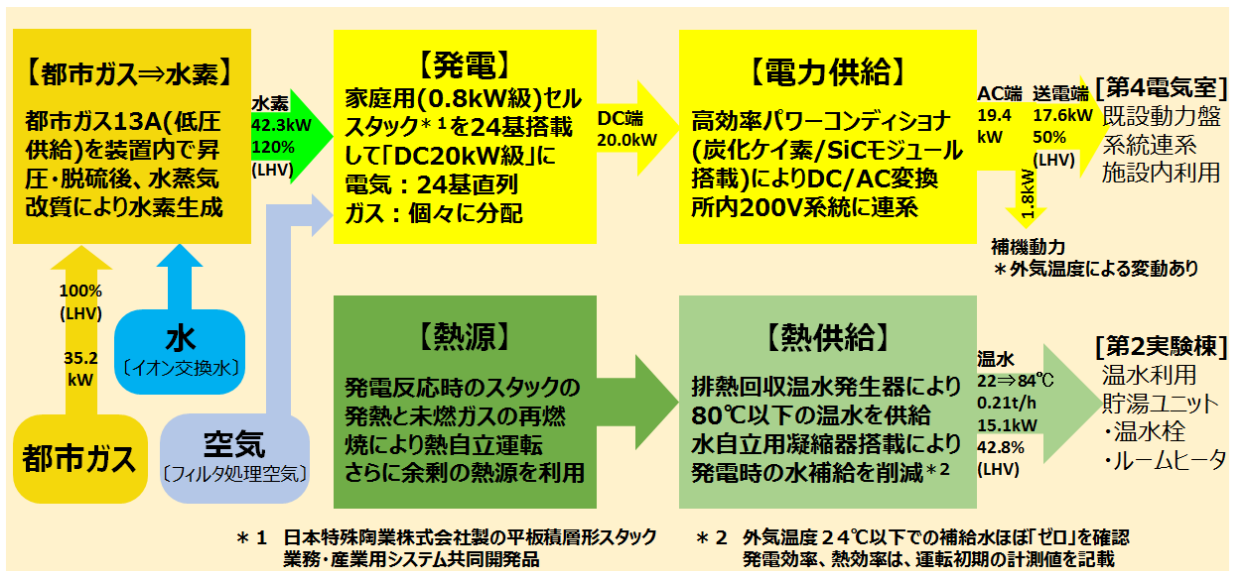 【都市ガス⇒水素】
都市ガス13A(低圧
供給)を装置内で昇
圧・脱硫後、水蒸気
改質により水素生成
水素
42.3kW
120%
(LHV)
【発電】
家庭用(0.8kW級)セル
スタック*1を24基搭載
して「DC20kW級」に
電気：24基直列
ガス：個々に分配
DC端
20.0kW
【電力供給】
高効率パワーコンディショナ
(炭化ケイ素/SiCモジュール
搭載)によりDC/AC変換
所内200V系統に連系
AC端
19.4
kW
送電端
17.6kW
50%
(LHV)
[第4電気室]
既設動力盤
系統連系
施設内利用
1.8kW
補機動力
＊外気温度による変動あり
100%
(LHV)
35.2
kW
都市ガス
水
〔イオン交換水〕
空気
〔フィルタ処理空気〕
【熱源】
発電反応時のスタックの
発熱と未燃ガスの再燃
焼により熱自立運転
さらに余剰の熱源を利用
【熱供給】
排熱回収温水発生器により
80℃以下の温水を供給
水自立用凝縮器搭載により
発電時の水補給を削減*2
温水
22⇒84℃
0.21t/h
15.1kW
42.8%
(LHV)
[第2実験棟]
温水利用
貯湯ユニット
・温水栓
・ルームヒータ
＊1 日本特殊陶業株式会社製の平板積層形スタック
業務・産業用システム共同開発品
＊2 外気温度24℃以下での補給水ほぼ「ゼロ」を確認
発電効率、熱効率は、運転初期の計測値を記載